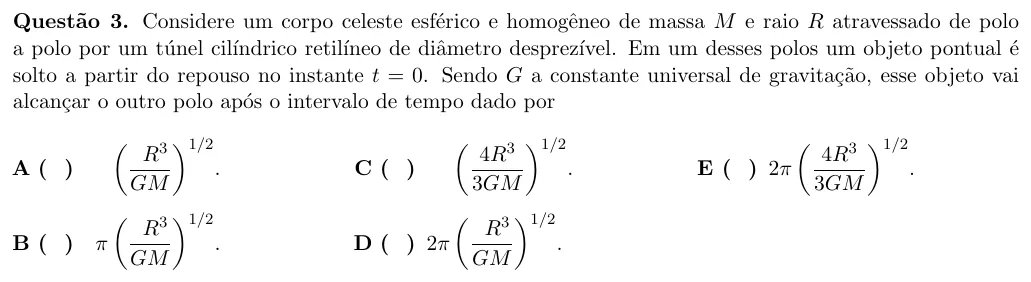 Questão 3. Considere um corpo celeste esférico e homogêneo de massa M e raio R atravessado de polo
a polo por um túnel cilíndrico retilíneo de diâmetro desprezível. Em um desses polos um objeto pontual é
solto a partir do repouso no instante t = 0. Sendo G a constante universal de gravitação, esse objeto vai
alcançar o outro polo após o intervalo de tempo dado por
A ( ) (R³/GM)^{1/2}. C ( ) (4R³/3GM)^{1/2}. E ( ) 2π (4R³/3GM)^{1/2}.
B ( ) π (R³/GM)^{1/2}. D ( ) 2π (R³/GM)^{1/2}.